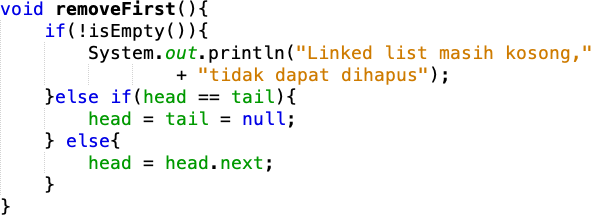 void removeFirst(){
    if(!isEmpty()){
        System.out.println("Linked list masih kosong,"
                + "tidak dapat dihapus");
    }else if(head == tail){
        head = tail = null;
    } else{
        head = head.next;
    }
}